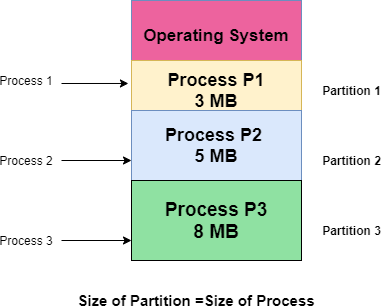 Operating System
Process 1
Process P1
3 MB
Partition 1
Process P2
5 MB
Process 2
Partition 2
Process P3
8 MB
Partition 3
Process 3
Size of Partition =Size of Process